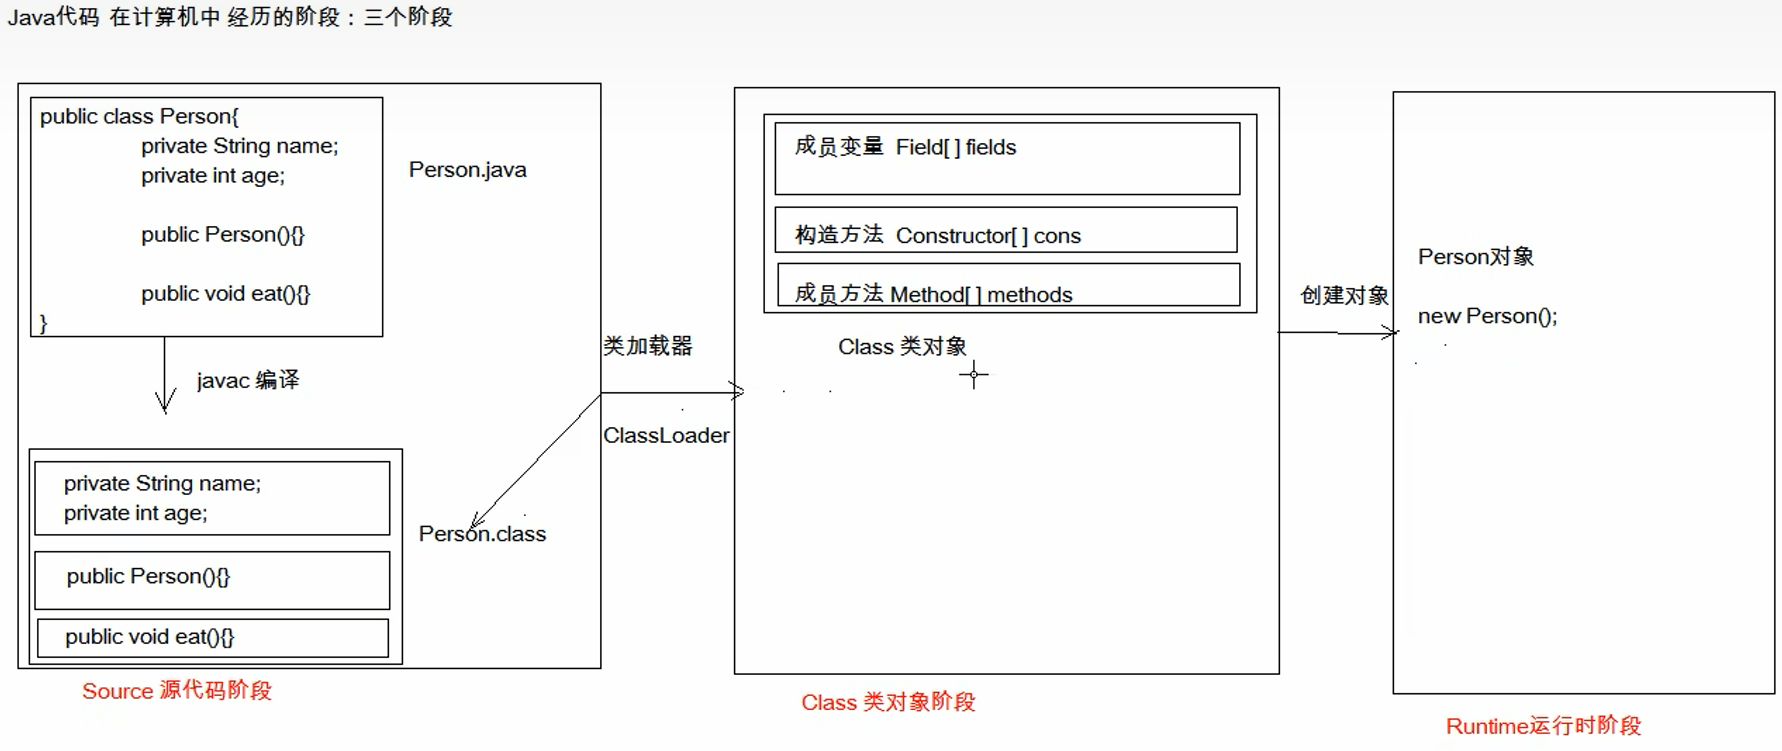 Java代码 在计算机中 经历的阶段：三个阶段
public class Person{
private String name;
private int age;
public Person(){}
public void eat(){}
}
Person.java
javac 编译
private String name;
private int age;
public Person(){}
public void eat(){}
Person.class
Source 源代码阶段
类加载器
ClassLoader
成员变量 Field[ ] fields
构造方法 Constructor[ ] cons
成员方法 Method[ ] methods
Class 类对象
Class 类对象阶段
创建对象
Person对象
new Person();
Runtime运行时阶段